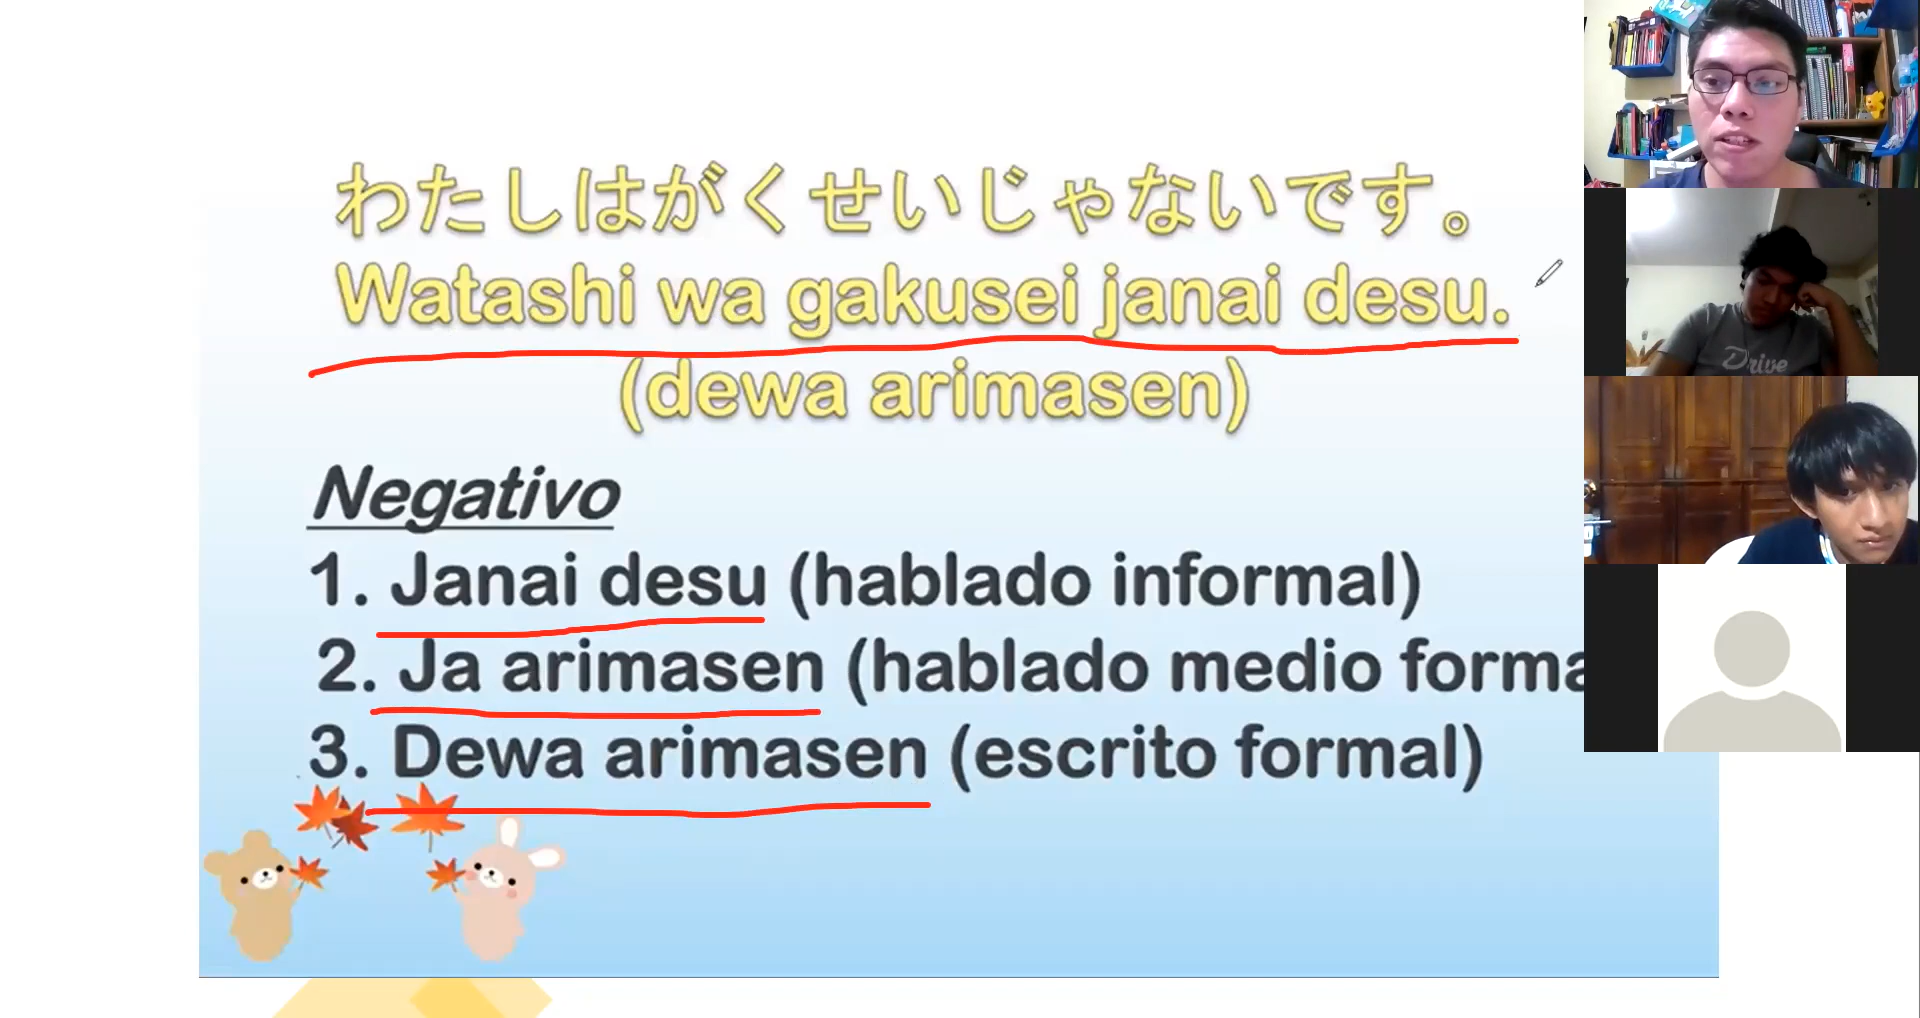 わたしはがくせいじゃないです。
Watashi wa gakusei janai desu.
(dewa arimasen)
Negativo
1. Janai desu (hablado informal)
2. Ja arimasen (hablado medio forma
3. Dewa arimasen (escrito formal)
Drive